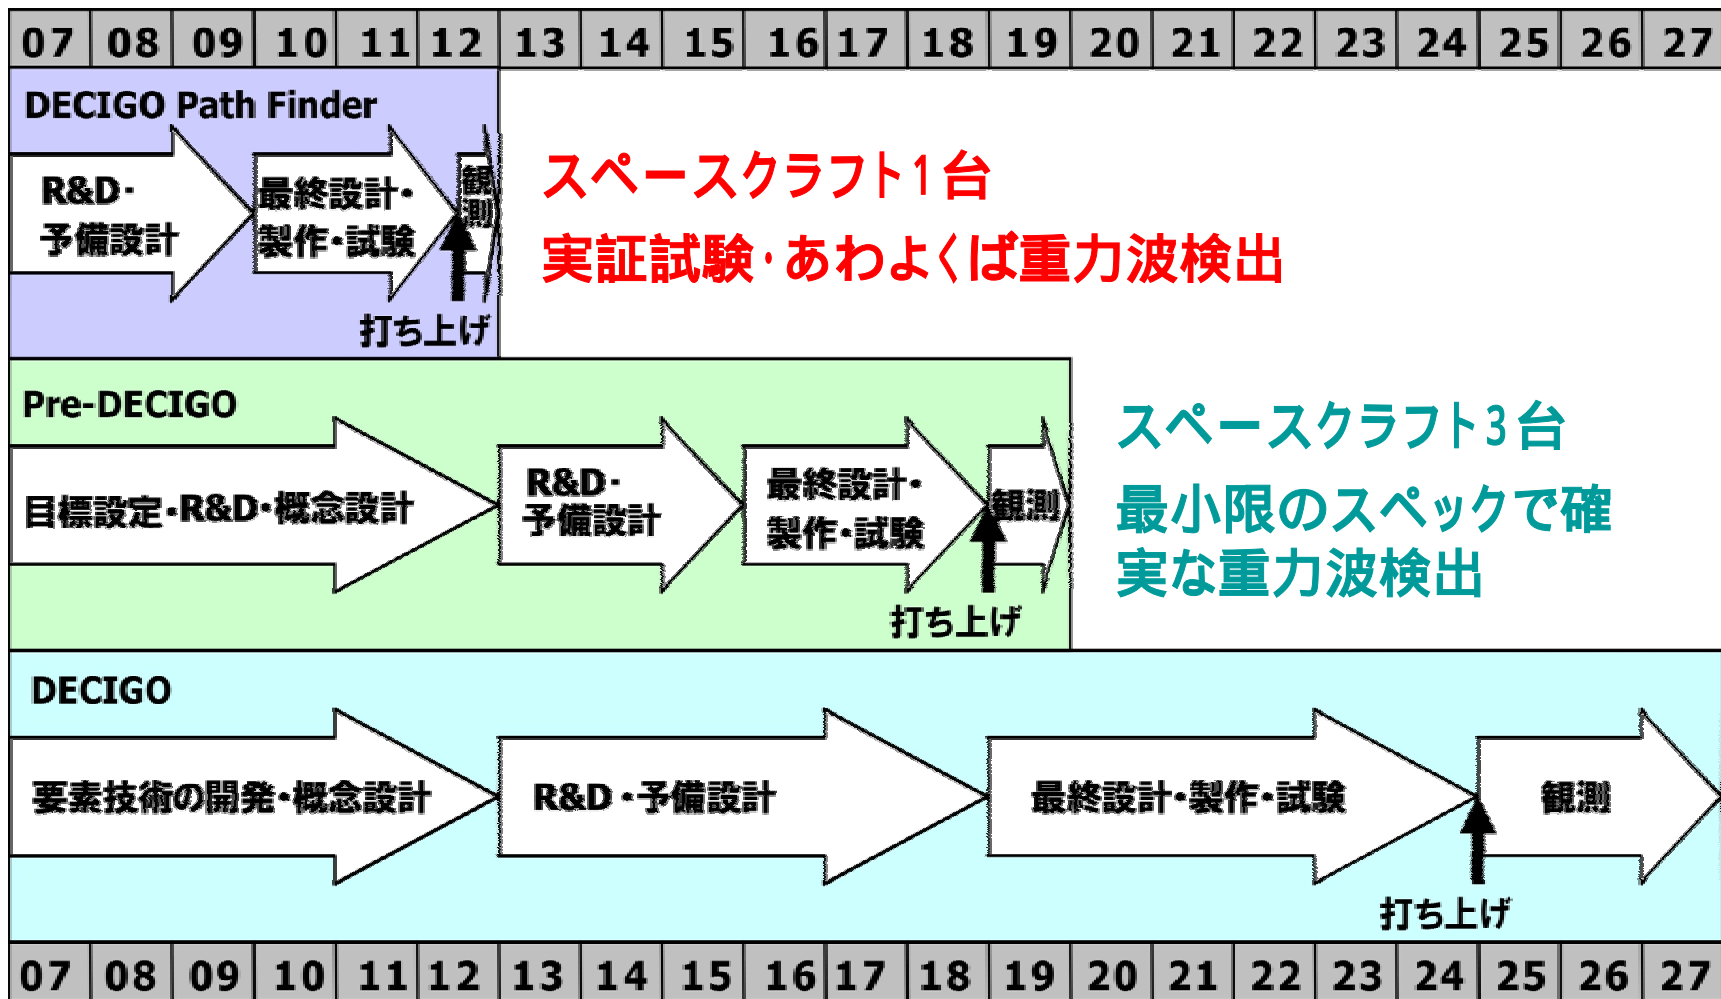 07 08 09 10 11 12 13 14 15 16 17 18 19 20 21 22 23 24 25 26 27
DECIGO Path Finder
R&D・
予備設計
最終設計・
製作・試験
観
測
打ち上げ
スペースクラフト1台
実証試験・あわよくば重力波検出
Pre-DECIGO
目標設定・R&D・概念設計
R&D・
予備設計
最終設計・
製作・試験
観測
打ち上げ
スペースクラフト3台
最小限のスペックで確
実な重力波検出
DECIGO
要素技術の開発・概念設計
R&D・予備設計
最終設計・製作・試験
観測
打ち上げ
07 08 09 10 11 12 13 14 15 16 17 18 19 20 21 22 23 24 25 26 27